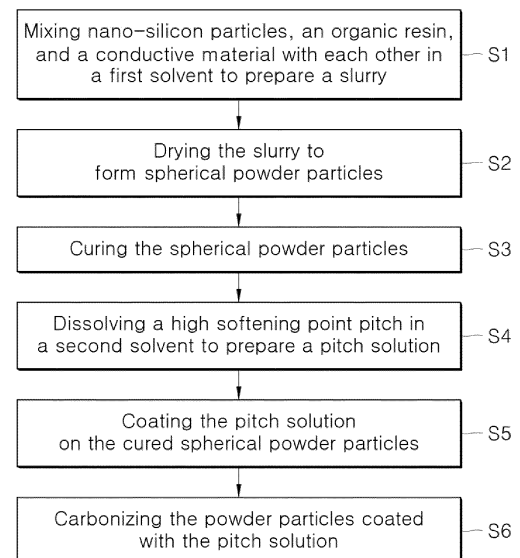 Mixing nano-silicon particles, an organic resin,
and a conductive material with each other in
a first solvent to prepare a slurry
S1
Drying the slurry to
form spherical powder particles
S2
Curing the spherical powder particles
S3
Dissolving a high softening point pitch in
a second solvent to prepare a pitch solution
S4
Coating the pitch solution
on the cured spherical powder particles
S5
Carbonizing the powder particles coated
with the pitch solution
S6